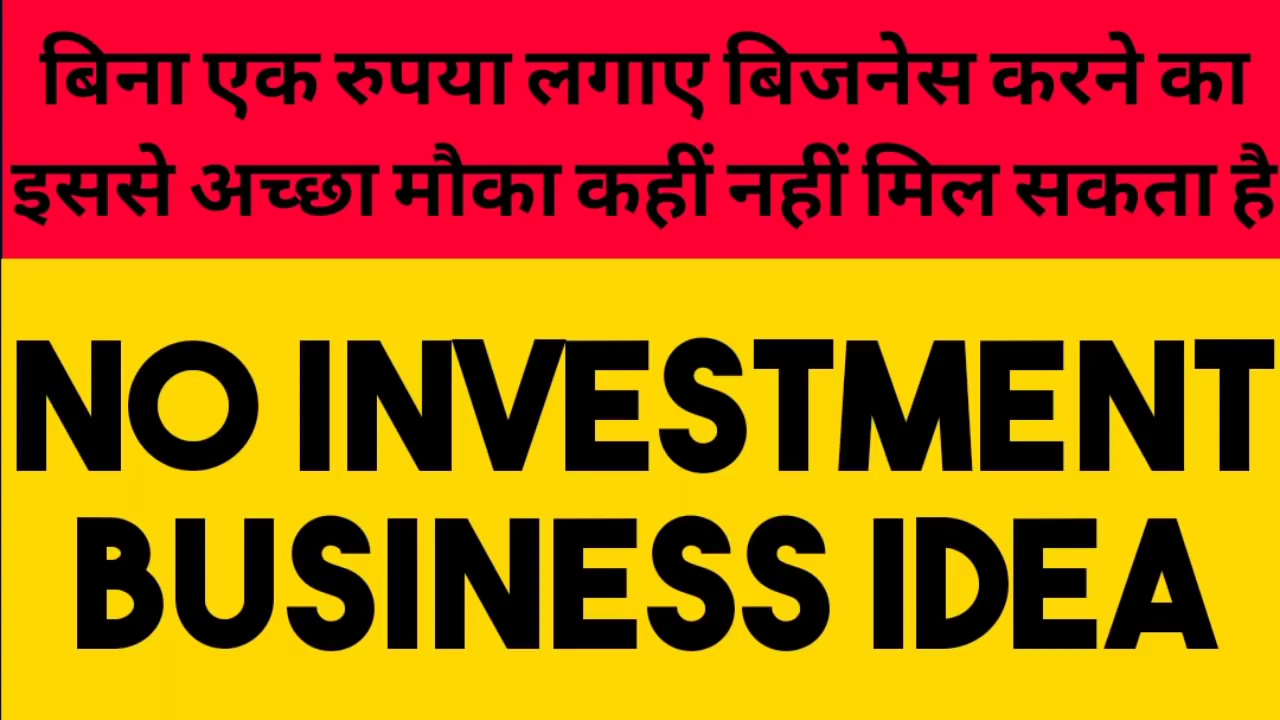 बिना एक रुपया लगाए बिजनेस करने का
इससे अच्छा मौका कहीं नहीं मिल सकता है
NO INVESTMENT
BUSINESS IDEA